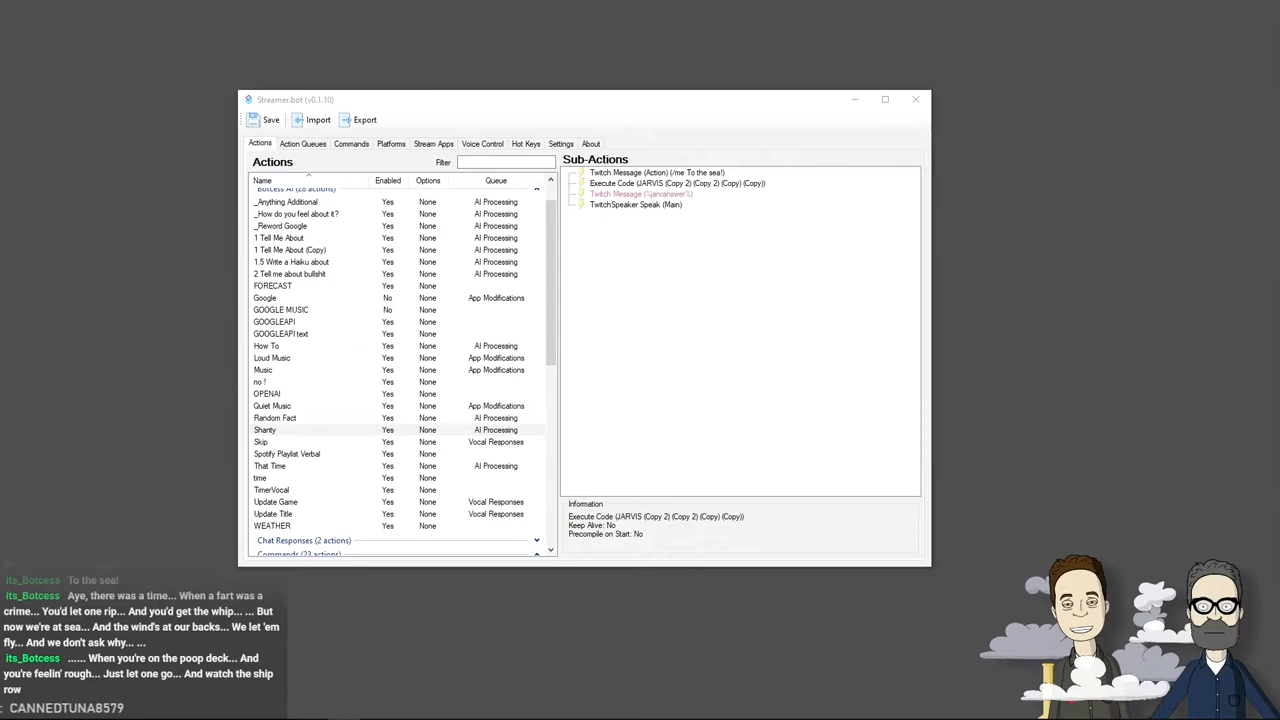 Streamer.bot (v0.1.10)
Save Import Export
Actions Action Queues Commands Platforms Stream Apps Voice Control Hot Keys Settings About
Actions Filter
Name Enabled Options Queue
Botcess AI (28 actions)
_Anything Additional Yes None AI Processing
_How do you feel about it? Yes None AI Processing
_Reword Google Yes None AI Processing
1 Tell Me About Yes None AI Processing
1 Tell Me About (Copy) Yes None AI Processing
1.5 Write a Haiku about Yes None AI Processing
2 Tell me about bullshit Yes None AI Processing
FORECAST Yes None
Google No None App Modifications
GOOGLE MUSIC No None
GOOGLEAPI Yes None
GOOGLEAPI text Yes None
How To Yes None AI Processing
Loud Music Yes None App Modifications
Music Yes None App Modifications
no ! Yes None
OPENAI Yes None
Quiet Music Yes None App Modifications
Random Fact Yes None AI Processing
Shanty Yes None AI Processing
Skip Yes None Vocal Responses
Spotify Playlist Verbal Yes None
That Time Yes None AI Processing
time Yes None
TimerVocal Yes None
Update Game Yes None Vocal Responses
Update Title Yes None Vocal Responses
WEATHER Yes None
Chat Responses (2 actions)
Commands (23 actions)
Sub-Actions
Twitch Message (Action) (/me To the sea!)
Execute Code (JARVIS (Copy 2) (Copy 2) (Copy) (Copy))
Twitch Message (%jarvanswer%)
TwitchSpeaker Speak (Main)
Information
Execute Code (JARVIS (Copy 2) (Copy 2) (Copy) (Copy))
Keep Alive: No
Precompile on Start: No
its_Botcess To the sea!
its_Botcess Aye, there was a time... When a fart was a
crime... You'd let one rip... And you'd get the whip... ... But
now we're at sea... And the wind's at our backs... We let 'em
fly... And we don't ask why... ...
its_Botcess ...... When you're on the poop deck... And
you're feelin' rough... Just let one go... And watch the ship
row
: CANNEDTUNA8579